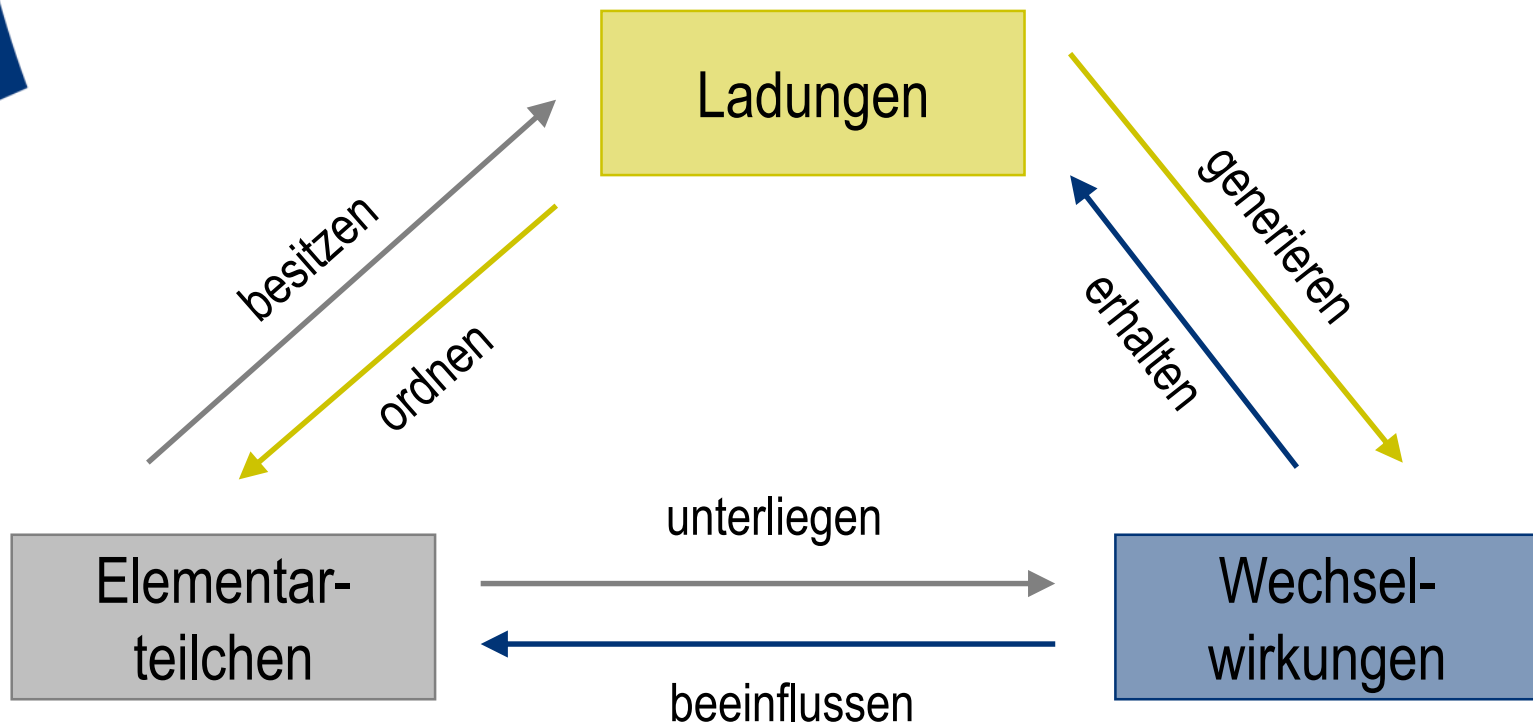 Ladungen
besitzen
ordnen
generieren
erhalten
unterliegen
Elementar-
teilchen
Wechsel-
wirkungen
beeinflussen